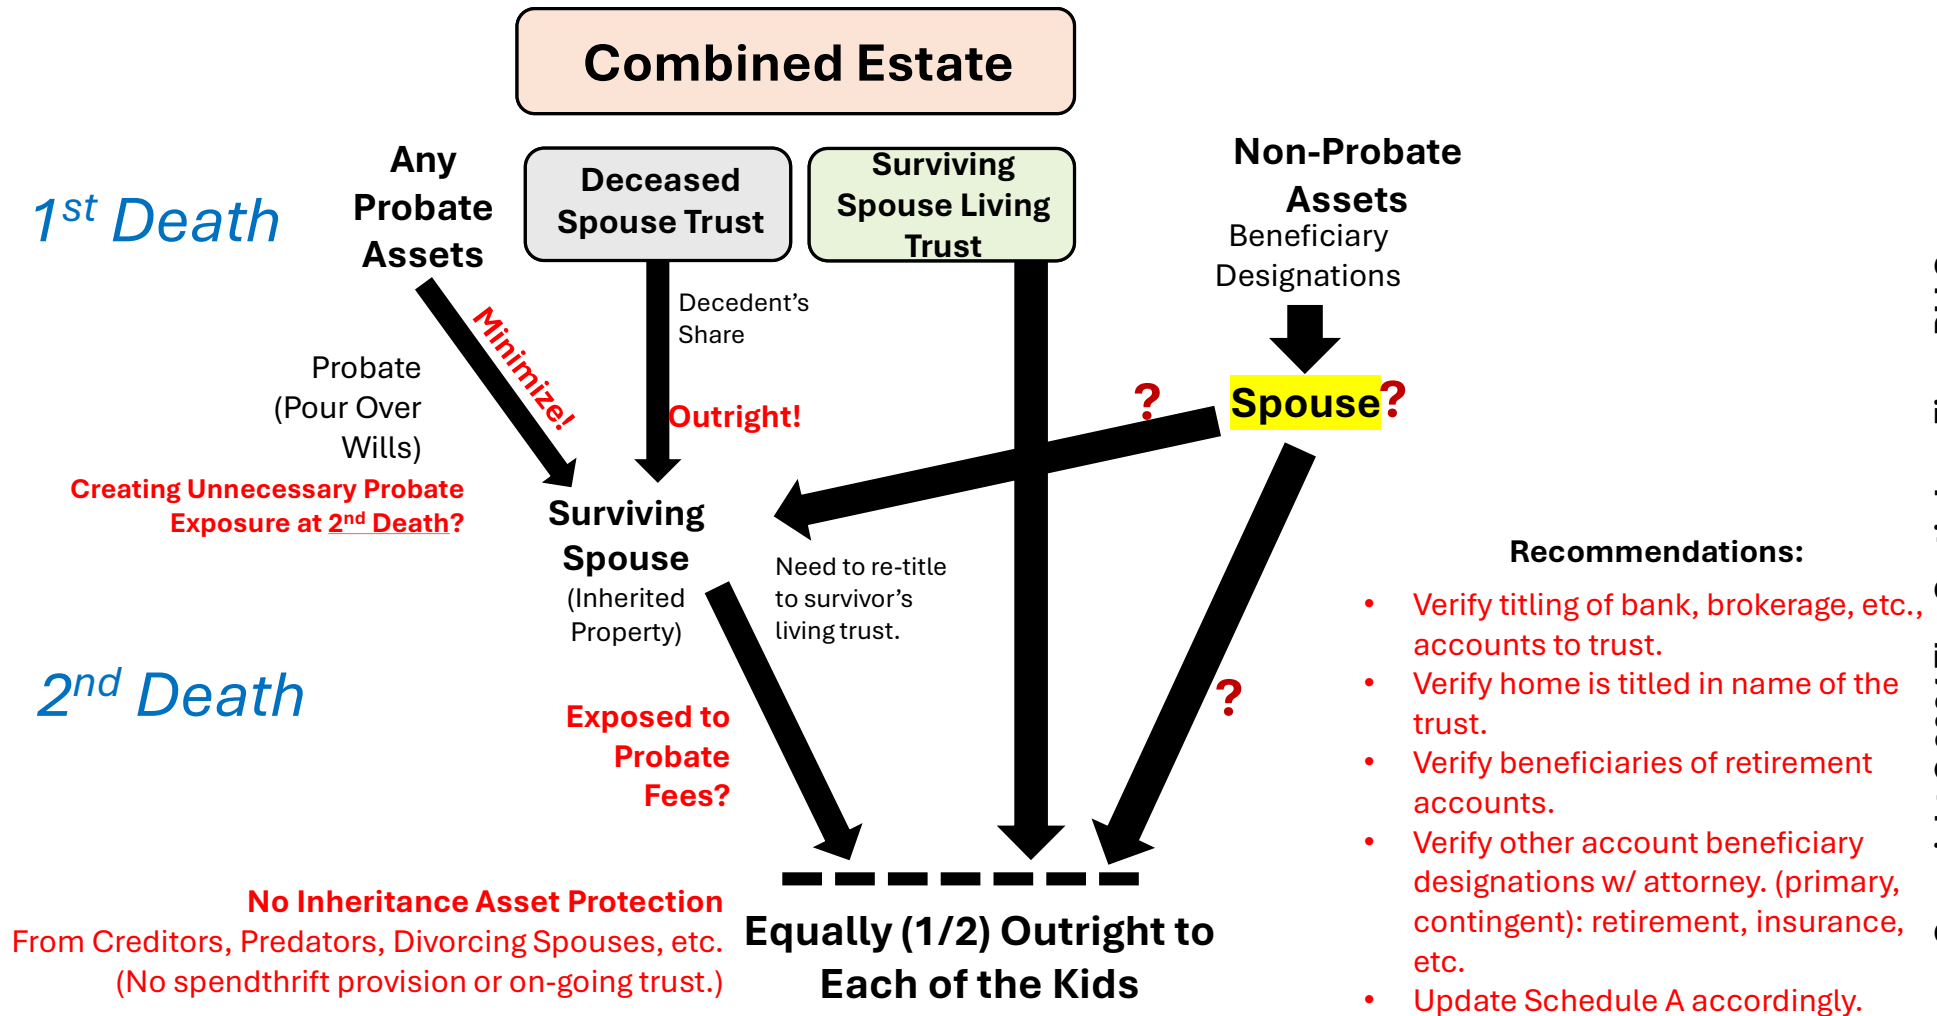 Combined Estate
1st Death
Any
Probate
Assets
Deceased
Spouse Trust
Surviving
Spouse Living
Trust
Non-Probate
Assets
Beneficiary
Designations
Minimize!
Decedent’s
Share
Probate
(Pour Over
Wills)
Outright!
?
Spouse?
Creating Unnecessary Probate
Exposure at 2nd Death?
Surviving
Spouse
(Inherited
Property)
Need to re-title
to survivor’s
living trust.
2nd Death
Exposed to
Probate
Fees?
?
Recommendations:
• Verify titling of bank, brokerage, etc.,
accounts to trust.
• Verify home is titled in name of the
trust.
• Verify beneficiaries of retirement
accounts.
• Verify other account beneficiary
designations w/ attorney. (primary,
contingent): retirement, insurance,
etc.
• Update Schedule A accordingly.
No Inheritance Asset Protection
From Creditors, Predators, Divorcing Spouses, etc.
(No spendthrift provision or on-going trust.)
Equally (1/2) Outright to
Each of the Kids